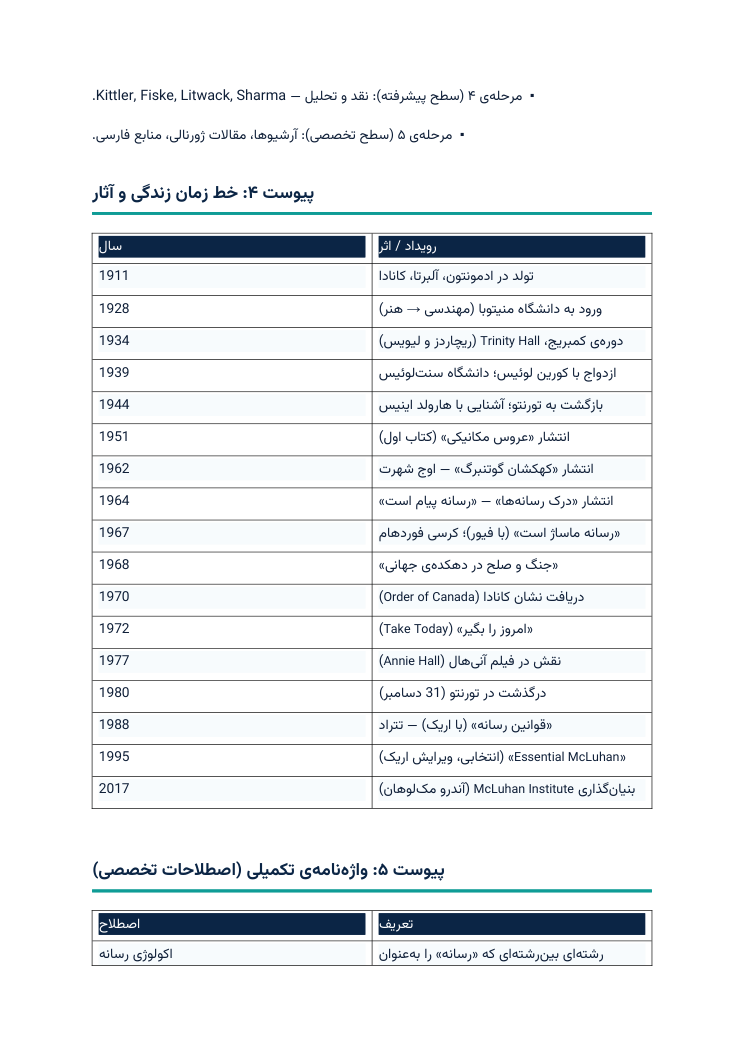 ▪ مرحله‌ی ۴ (سطح پیشرفته): نقد و تحلیل — Kittler, Fiske, Litwack, Sharma.
▪ مرحله‌ی ۵ (سطح تخصصی): آرشیوها، مقالات ژورنالی، منابع فارسی.
پیوست ۴: خط زمان زندگی و آثار
سال رویداد / اثر
1911 تولد در ادمونتون، آلبرتا، کانادا
1928 ورود به دانشگاه منیتوبا (مهندسی → هنر)
1934 دوره‌ی کمبریج، Trinity Hall (ریچاردز و لیویس)
1939 ازدواج با کورین لوئیس؛ دانشگاه سنت‌لوئیس
1944 بازگشت به تورنتو؛ آشنایی با هارولد اینیس
1951 انتشار «عروس مکانیکی» (کتاب اول)
1962 انتشار «کهکشان گوتنبرگ» — اوج شهرت
1964 انتشار «درک رسانه‌ها» — «رسانه پیام است»
1967 «رسانه ماساژ است» (با فیور)؛ کرسی فوردهام
1968 «جنگ و صلح در دهکده‌ی جهانی»
1970 دریافت نشان کانادا (Order of Canada)
1972 «امروز را بگیر» (Take Today)
1977 نقش در فیلم آنی‌هال (Annie Hall)
1980 درگذشت در تورنتو (31 دسامبر)
1988 «قوانین رسانه» (با اریک) — تتراد
1995 «Essential McLuhan» (انتخابی، ویرایش اریک)
2017 بنیان‌گذاری McLuhan Institute (آندرو مک‌لوهان)
پیوست ۵: واژه‌نامه‌ی تکمیلی (اصطلاحات تخصصی)
اصطلاح تعریف
اکولوژی رسانه رشته‌ای بین‌رشته‌ای که «رسانه» را به‌عنوان